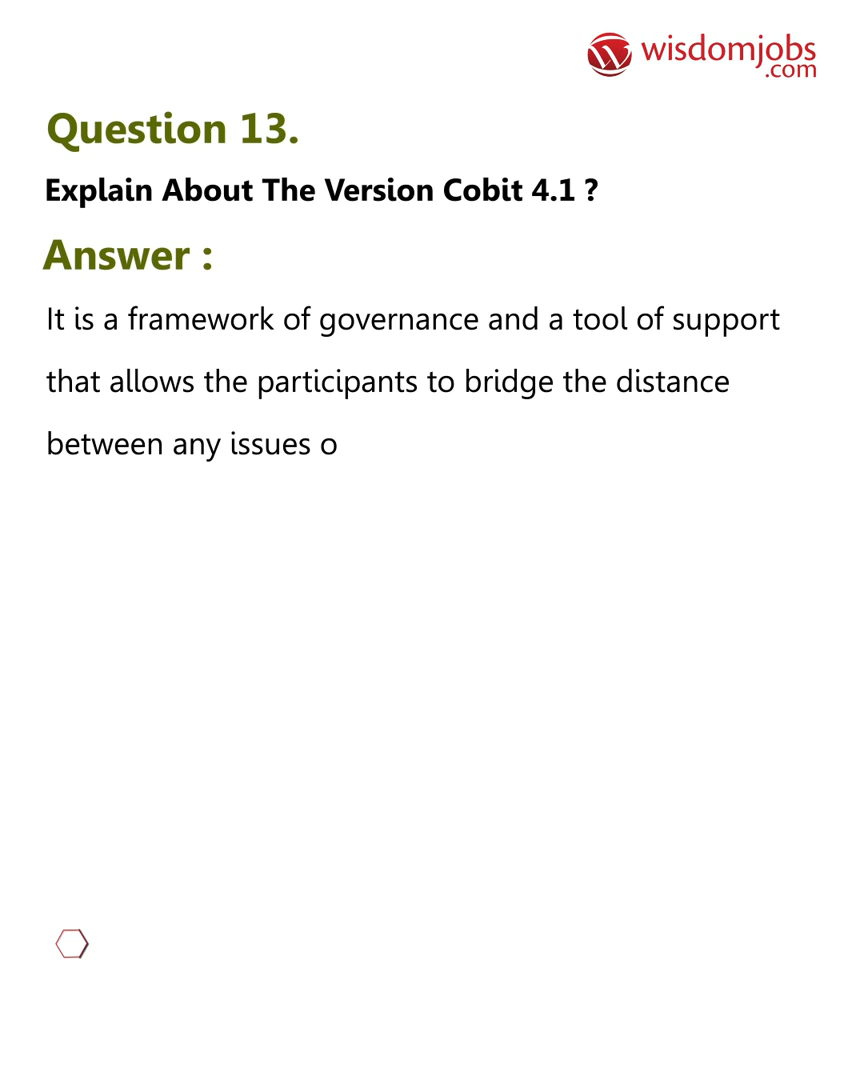 wisdomjobs
.com
Question 13.
Explain About The Version Cobit 4.1 ?
Answer :
It is a framework of governance and a tool of support
that allows the participants to bridge the distance
between any issues o